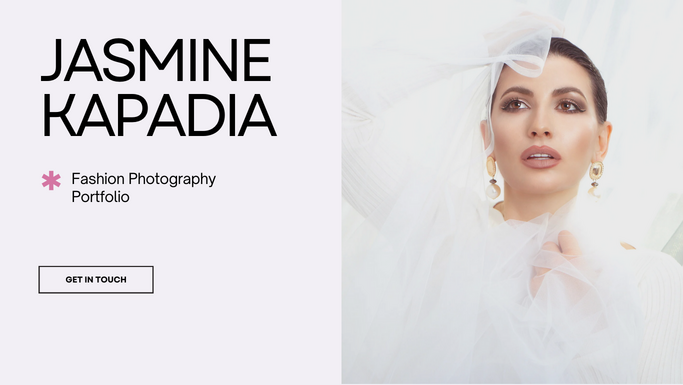 JASMINE
KAPADIA
Fashion Photography
Portfolio
GET IN TOUCH